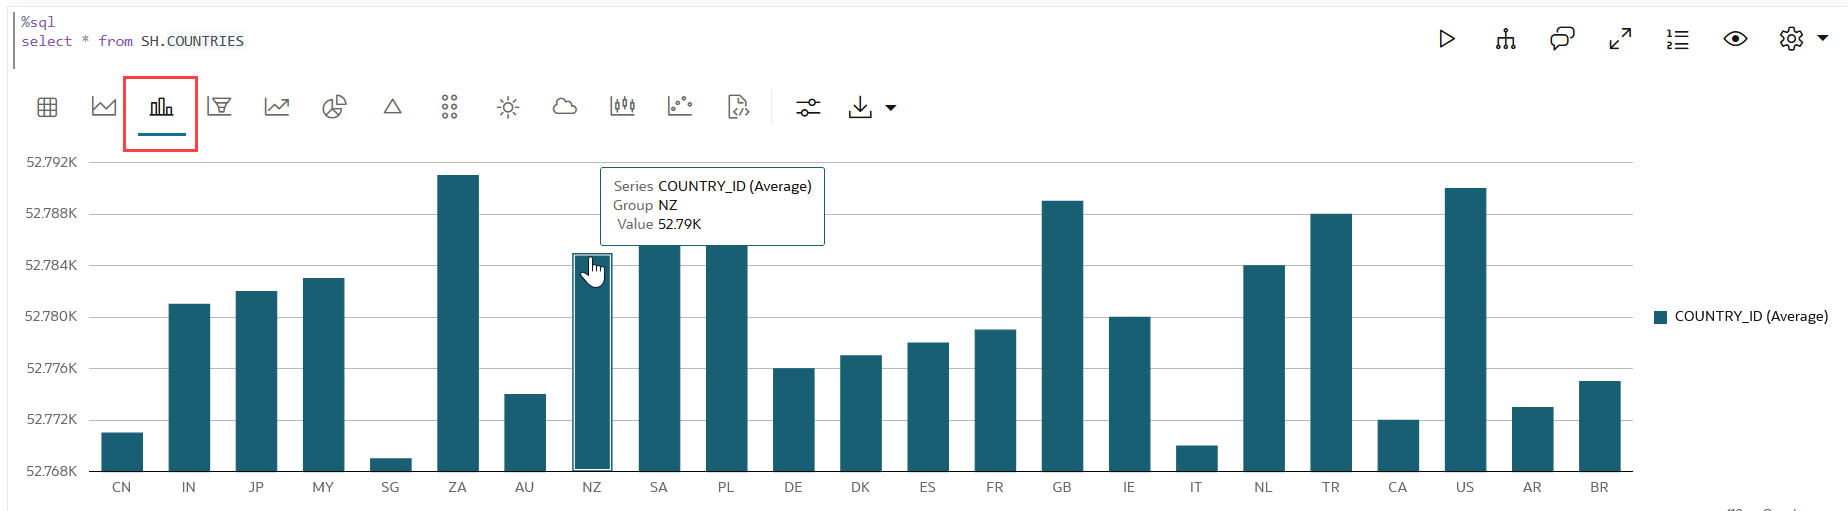 %sql
select * from SH.COUNTRIES
52.792K
52.788K
52.784K
52.780K
52.776K
52.772K
52.768K
Series COUNTRY_ID (Average)
Group NZ
Value 52.79K
COUNTRY_ID (Average)
CN IN JP MY SG ZA AU NZ SA PL DE DK ES FR GB IE IT NL TR CA US AR BR